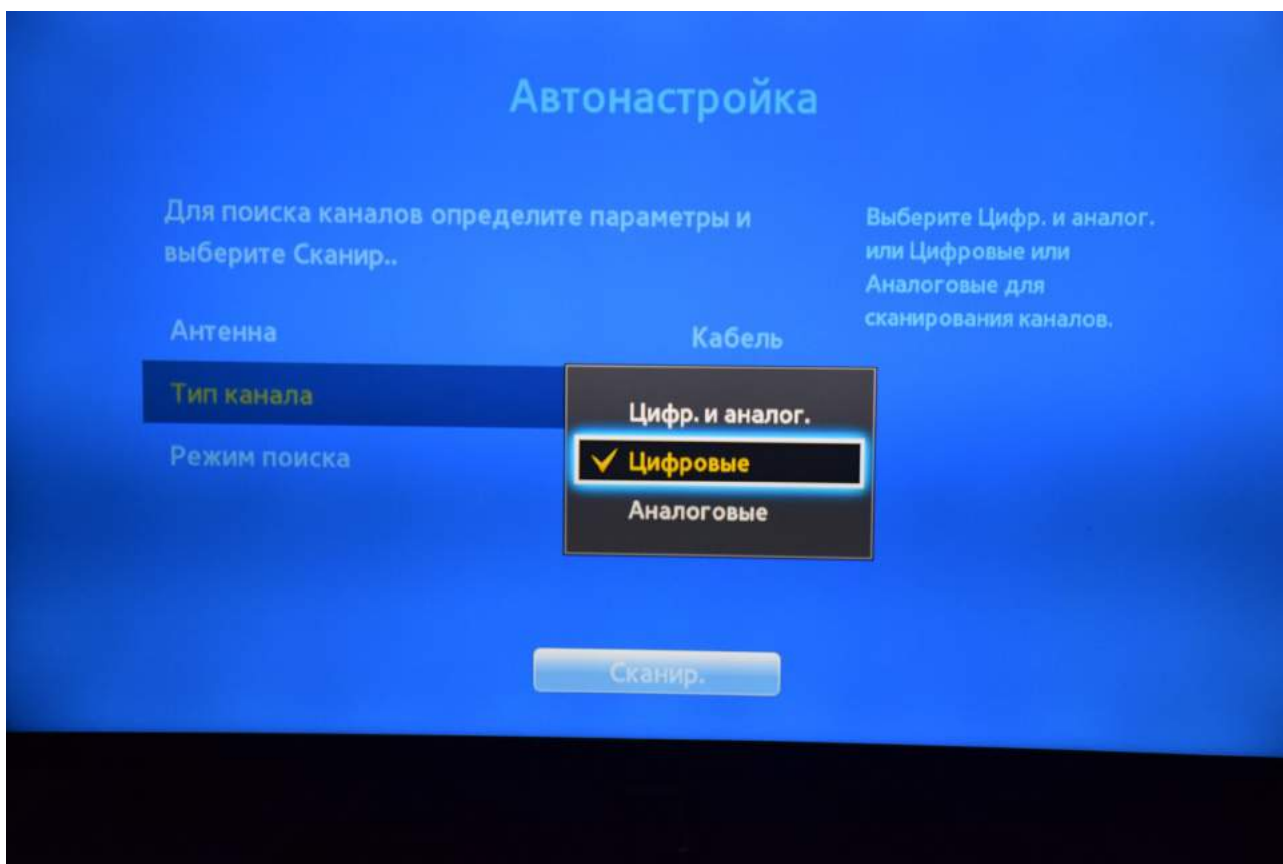 Автонастройка
Для поиска каналов определите параметры и
выберите Сканир..
Выберите Цифр. и аналог.
или Цифровые или
Аналоговые для
сканирования каналов.
Антенна Кабель
Тип канала
Цифр. и аналог.
Цифровые
Аналоговые
Режим поиска
Сканир.